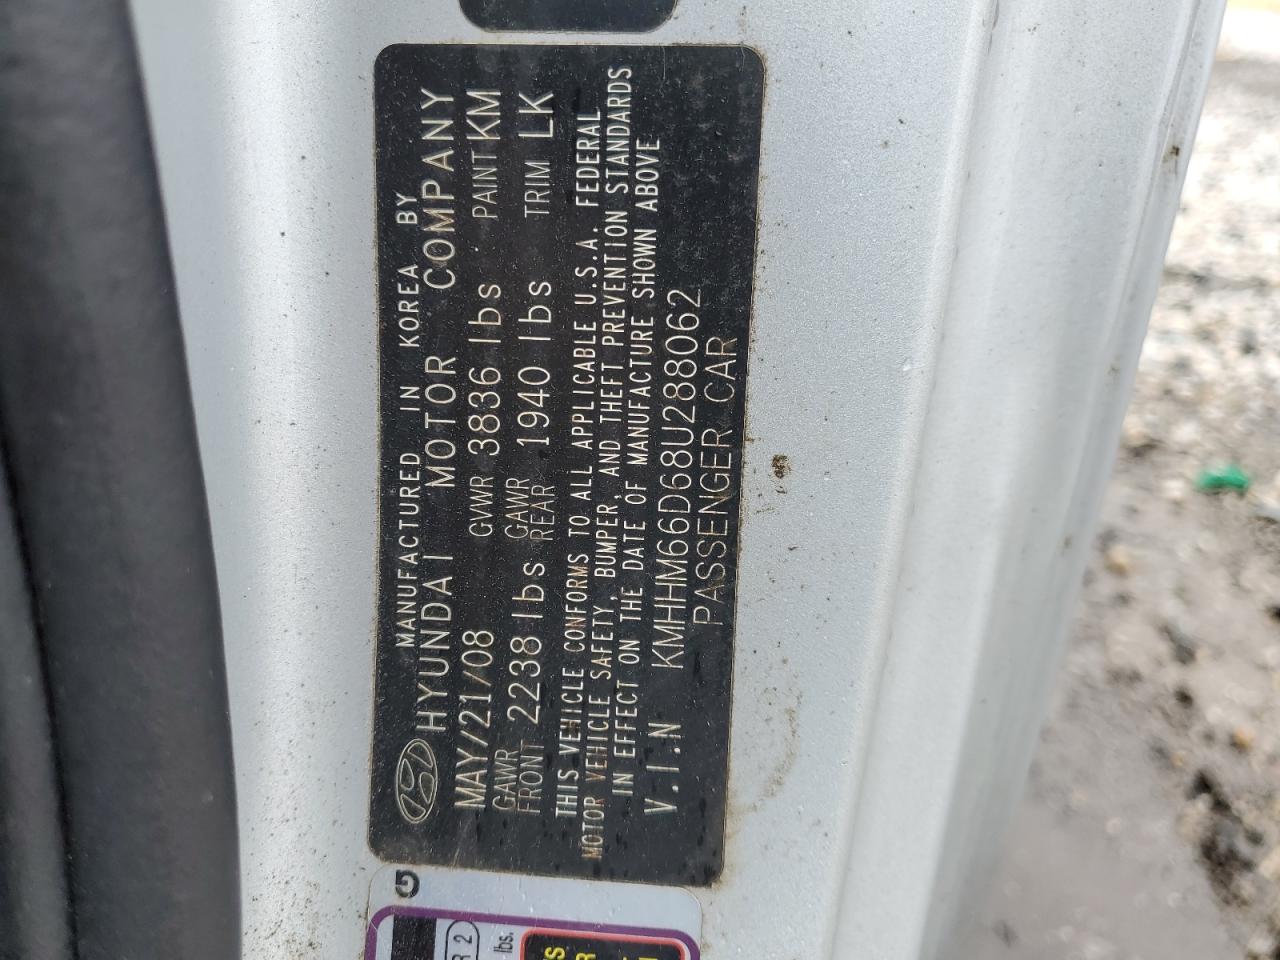 MANUFACTURED IN KOREA BY
HYUNDAI MOTOR COMPANY
MAY/21/08 GVWR 3836 lbs PAINT KM
GAWR FRONT 2238 lbs GAWR REAR 1940 lbs TRIM LK
THIS VEHICLE CONFORMS TO ALL APPLICABLE U.S.A. FEDERAL
MOTOR VEHICLE SAFETY, BUMPER, AND THEFT PREVENTION STANDARDS
IN EFFECT ON THE DATE OF MANUFACTURE SHOWN ABOVE
V.I.N KMHHM66D68U288062
PASSENGER CAR
R 2
lbs.